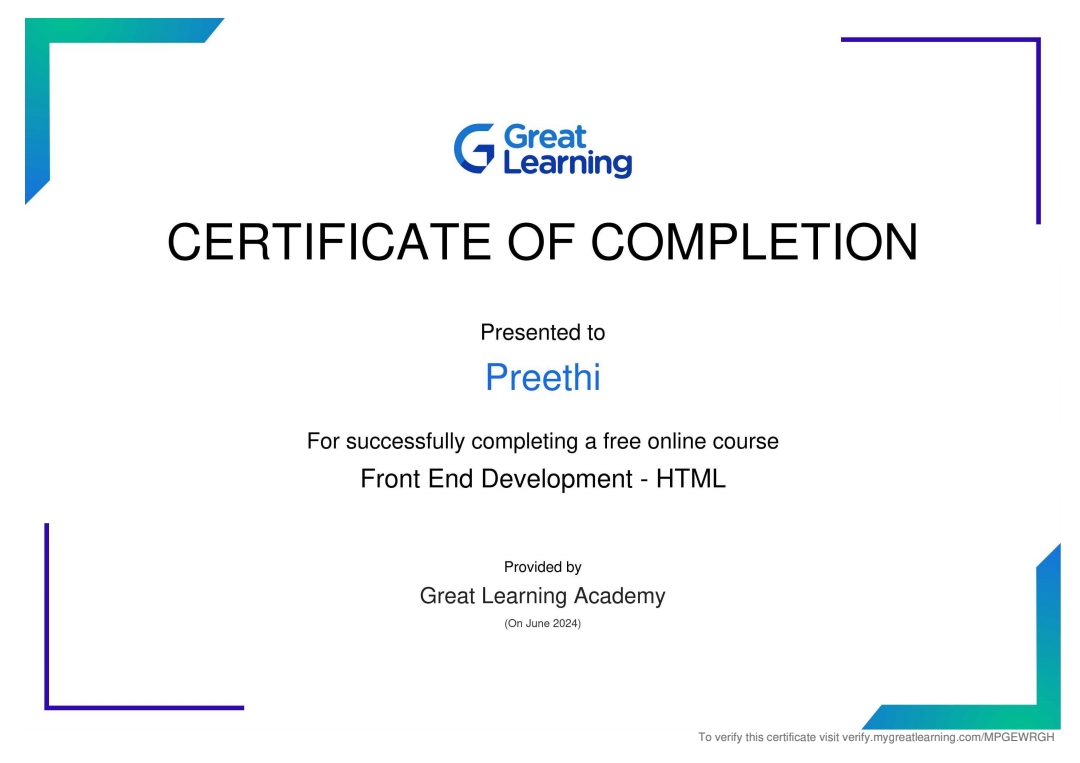 Great
Learning
CERTIFICATE OF COMPLETION
Presented to
Preethi
For successfully completing a free online course
Front End Development - HTML
Provided by
Great Learning Academy
(On June 2024)
To verify this certificate visit verify.mygreatlearning.com/MPGEWRGH